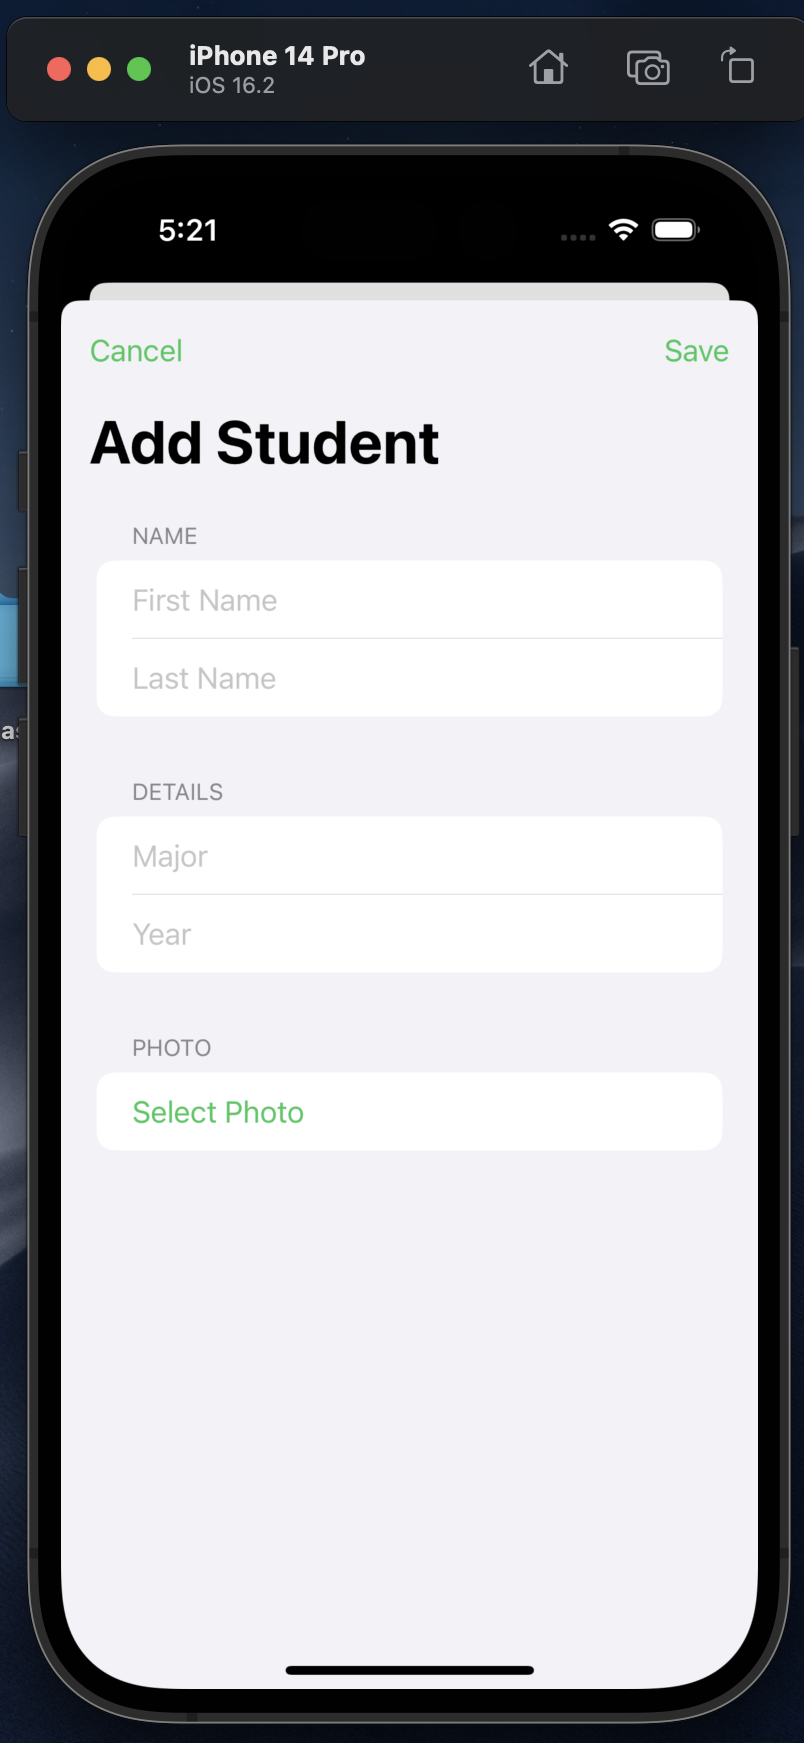 iPhone 14 Pro
iOS 16.2
5:21
Cancel
Save
Add Student
NAME
First Name
Last Name
DETAILS
Major
Year
PHOTO
Select Photo